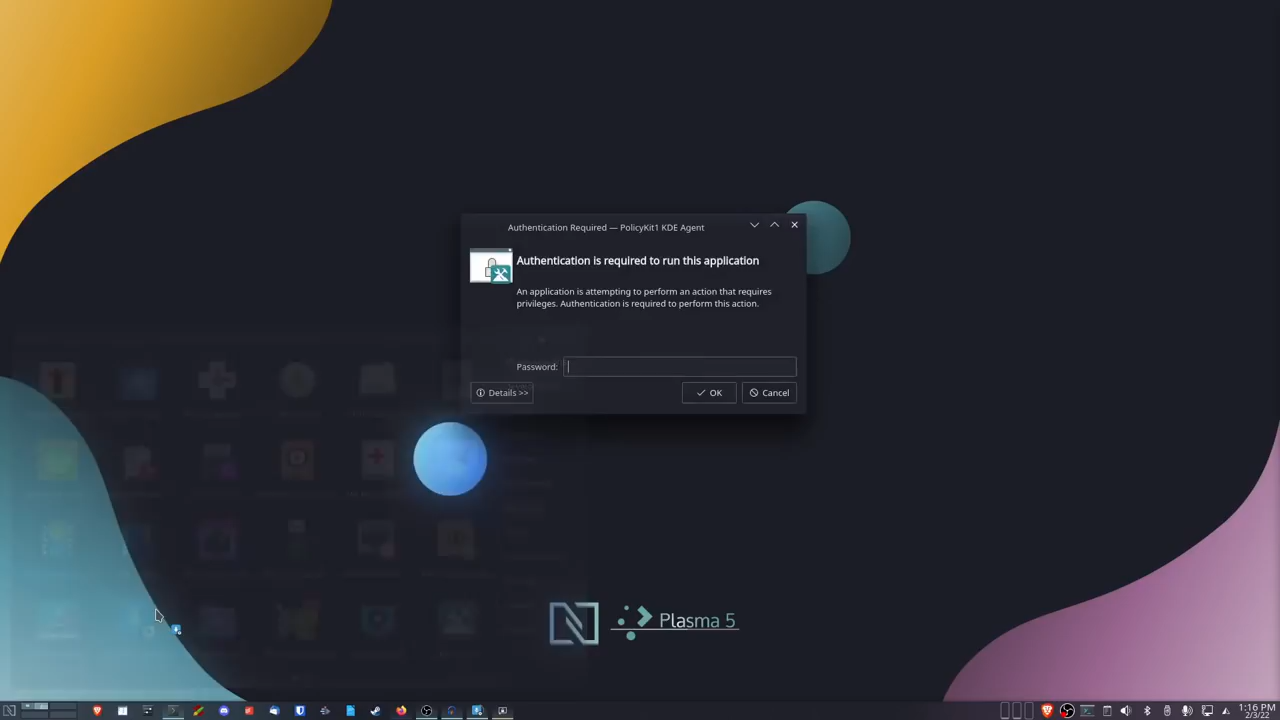 Authentication Required — PolicyKit1 KDE Agent
Authentication is required to run this application
An application is attempting to perform an action that requires
privileges. Authentication is required to perform this action.
Password:
Details >>
OK
Cancel
Plasma 5
1:16 PM
2/3/22